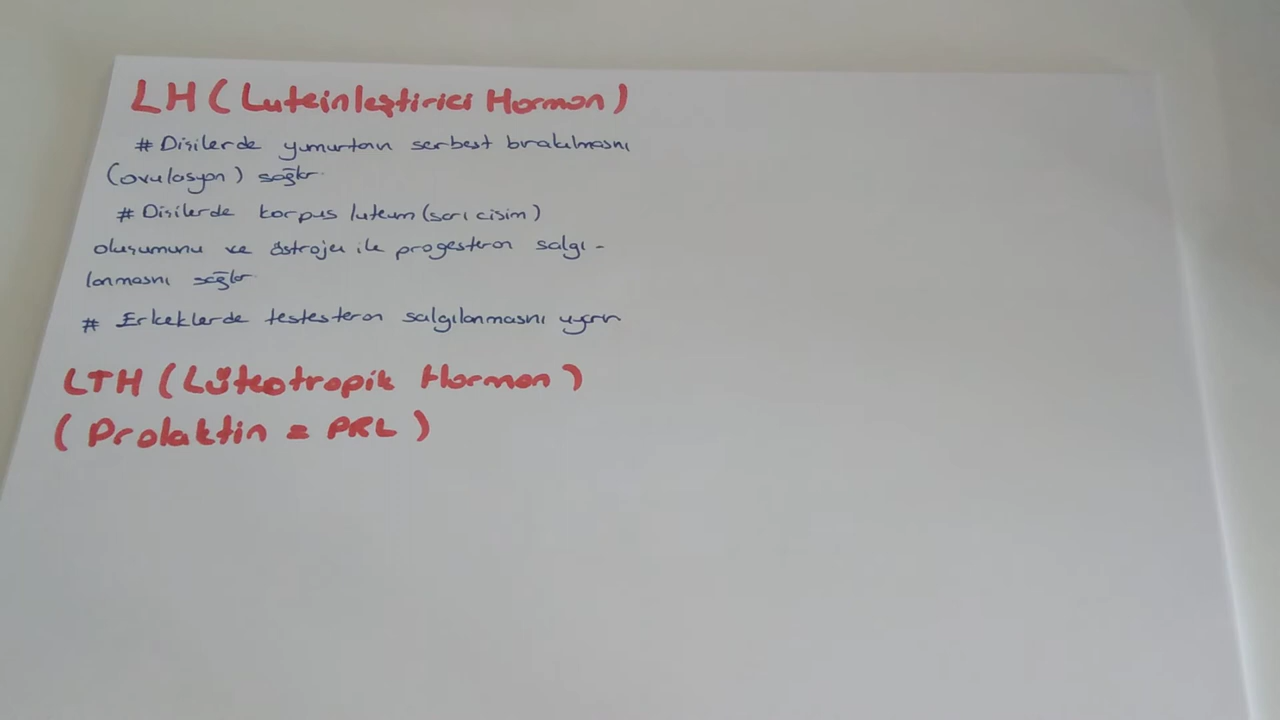 LH (Luteinleştirici Hormon)
# Dişilerde yumurtanın serbest bırakılmasını
(ovulasyon) sağlar.
# Dişilerde korpus luteum (sarı cisim)
oluşumunu ve östrojen ile progesteron salgı-
lanmasını sağlar
# Erkeklerde testesteron salgılanmasını uyarır
LTH (Lüteotropik Hormon)
(Prolaktin = PRL)